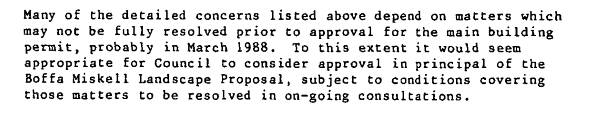 Many of the detailed concerns listed above depend on matters which
may not be fully resolved prior to approval for the main building
permit, probably in March 1988.  To this extent it would seem
appropriate for Council to consider approval in principal of the
Boffa Miskell Landscape Proposal, subject to conditions covering
those matters to be resolved in on-going consultations.